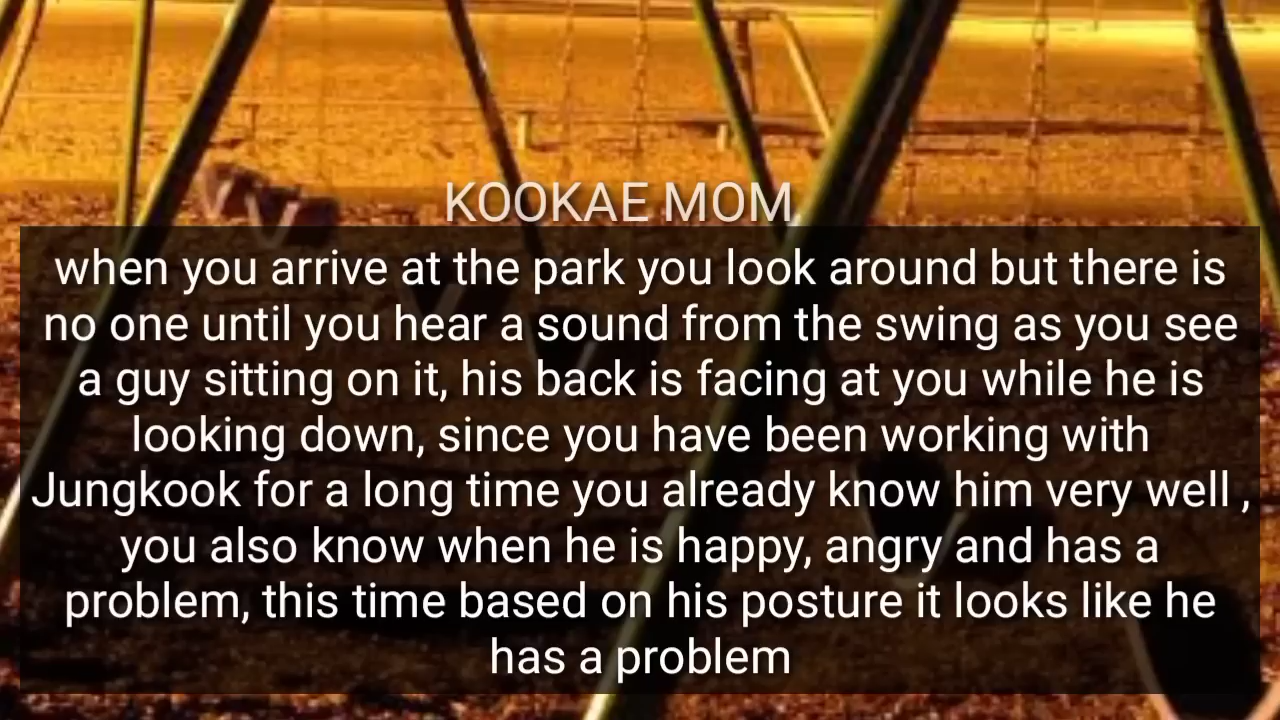 KOOKAE MOM,
when you arrive at the park you look around but there is
no one until you hear a sound from the swing as you see
a guy sitting on it, his back is facing at you while he is
looking down, since you have been working with
Jungkook for a long time you already know him very well ,
you also know when he is happy, angry and has a
problem, this time based on his posture it looks like he
has a problem